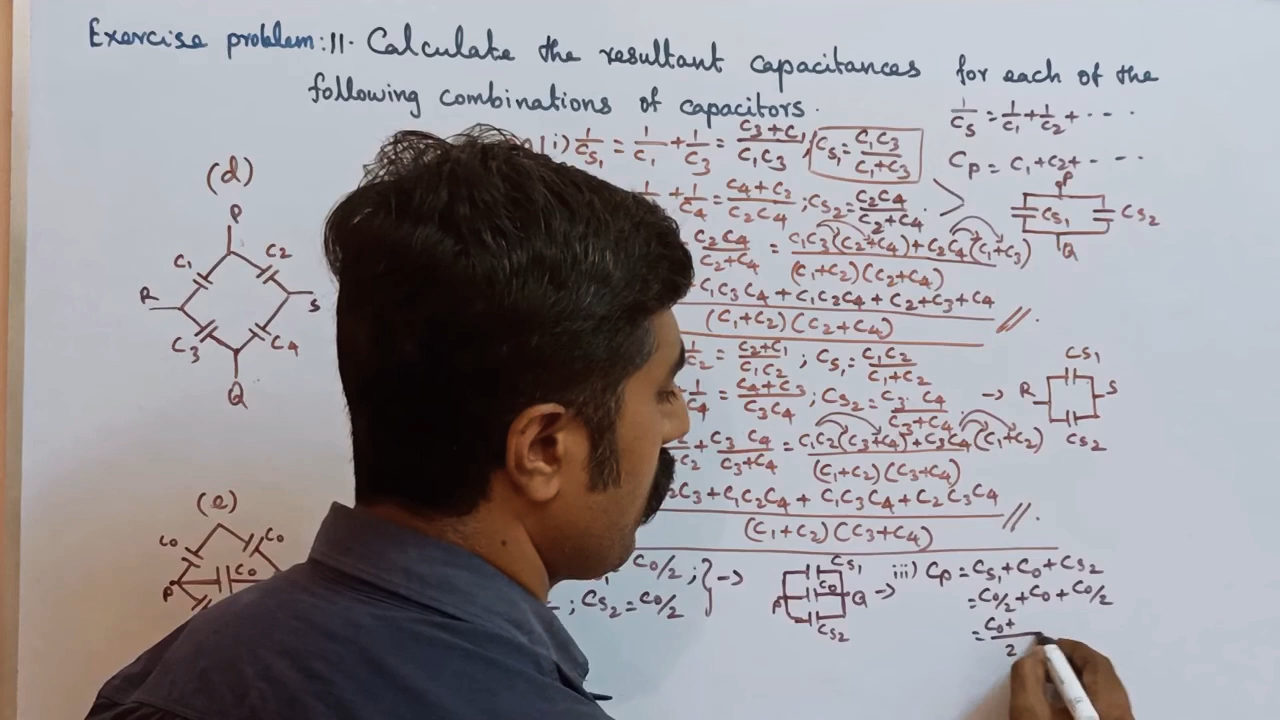 Exercise problem: 11. Calculate the resultant capacitances for each of the
following combinations of capacitors.
1/Cs = 1/C1 + 1/C2 + - - -
Cp = C1 + C2 + - - -
(i) 1/Cs1 = 1/C1 + 1/C3 = C3+C1/C1C3, Cs1 = C1C3/C1+C3
+ 1/C4 = C4+C2/C2C4 ; Cs2 = C2C4/C2+C4.
P
Cs1
Cs2
Q
C2C4/C2+C4 = C1C3(C2+C4)+C2C4(C1+C3)/(C1+C2)(C2+C4)
C1C3C4 + C1C2C4 + C2+C3+C4
(C1+C2)(C2+C4) //.
1/C2 = C2+C1/C1C2 ; Cs1 = C1C2/C1+C2
1/C4 = C4+C3/C3C4 ; Cs2 = C3. C4/C3+C4. →
Cs1
R
S
Cs2
+ C3 C4/C3+C4 = C1C2(C3+C4)+C3C4(C1+C2)/(C1+C2)(C3+C4)
C2C3 + C1C2C4 + C1C3C4 + C2C3C4
(C1+C2)(C3+C4) //.
C0/2 ;
; Cs2 = C0/2 } →
Cs1
P
C0
Q
Cs2
→ iii) Cp = Cs1 + C0 + Cs2
= C0/2 + C0 + C0/2
= C0+/2
(d)
P
C1
C2
R
S
C3
C4
Q
(e)
C0
C0
C0
P